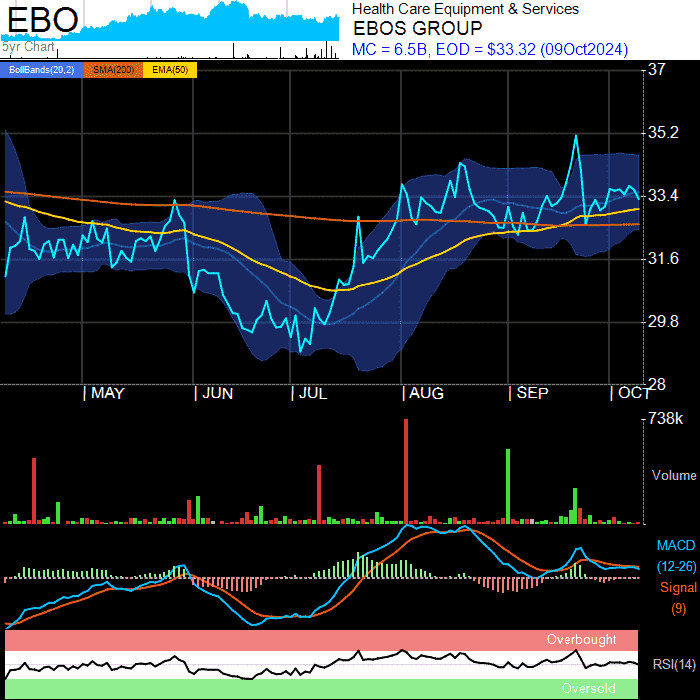 EBO
5yr Chart
Health Care Equipment & Services
EBOS GROUP
MC = 6.5B, EOD = $33.32 (09Oct2024)
BollBands(20,2) SMA(200) EMA(50)
37
35.2
33.4
31.6
29.8
28
MAY JUN JUL AUG SEP OCT
738k
Volume
MACD
(12-26)
Signal
(9)
Overbought
RSI(14)
Oversold